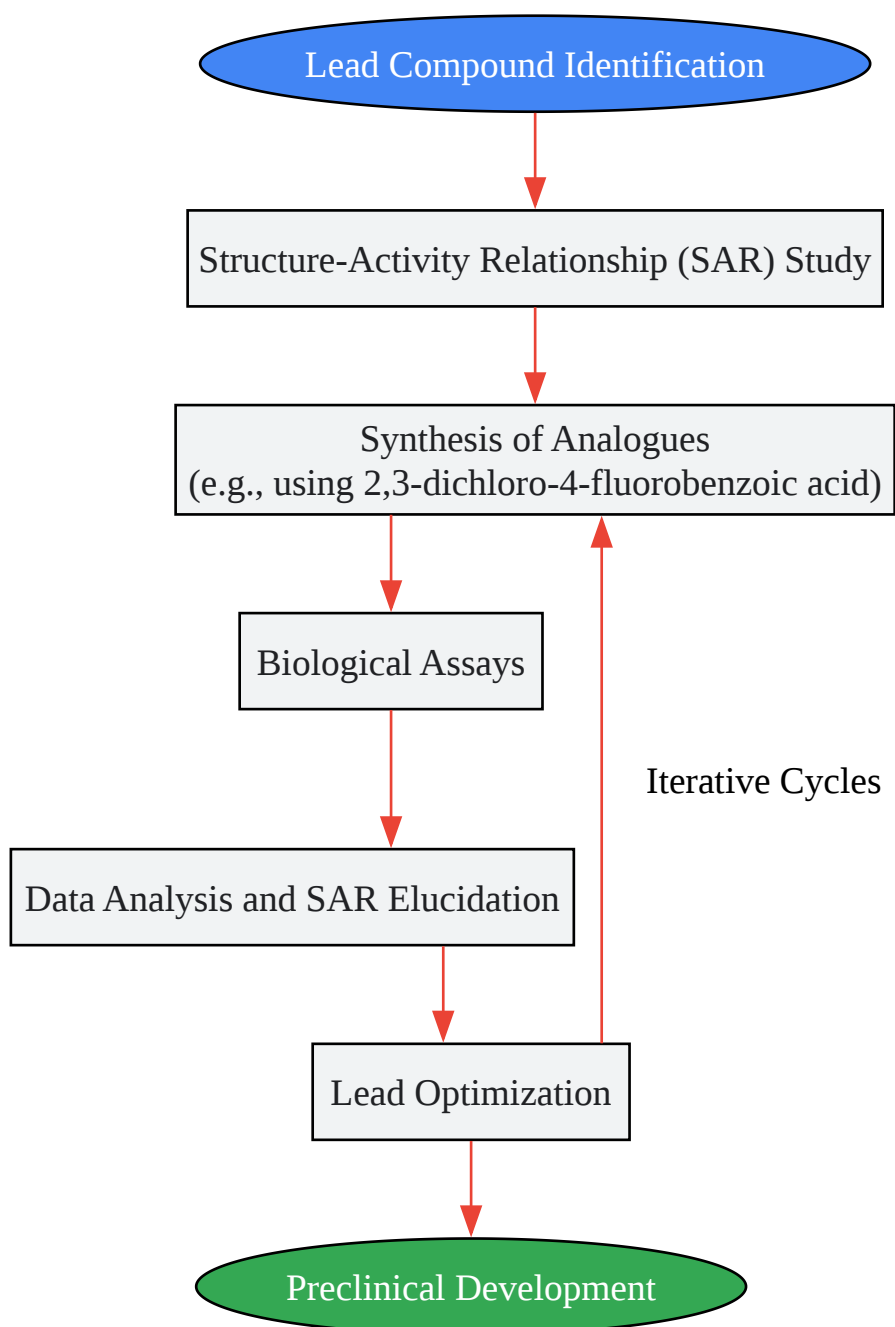 Lead Compound Identification
Structure-Activity Relationship (SAR) Study
Synthesis of Analogues
(e.g., using 2,3-dichloro-4-fluorobenzoic acid)
Biological Assays
Iterative Cycles
Data Analysis and SAR Elucidation
Lead Optimization
Preclinical Development